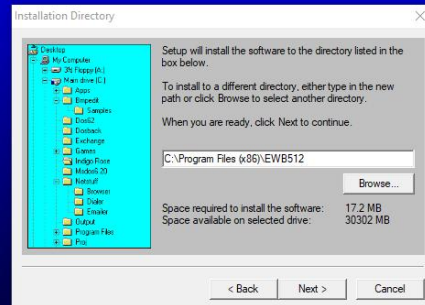 Installation Directory
Desktop
My Computer
3½ Floppy (A:)
Main drive (C:)
Apps
Bmpedit
Samples
Dos62
Dosback
Exchange
Games
Indigo Rose
Modos6 20
Netstuff
Browser
Dialer
Emailer
Output
Program Files
Proj
Setup will install the software to the directory listed in the
box below.
To install to a different directory, either type in the new
path or click Browse to select another directory.
When you are ready, click Next to continue.
C:\Program Files (x86)\EWB512
Browse...
Space required to install the software: 17.2 MB
Space available on selected drive: 30302 MB
< Back Next > Cancel